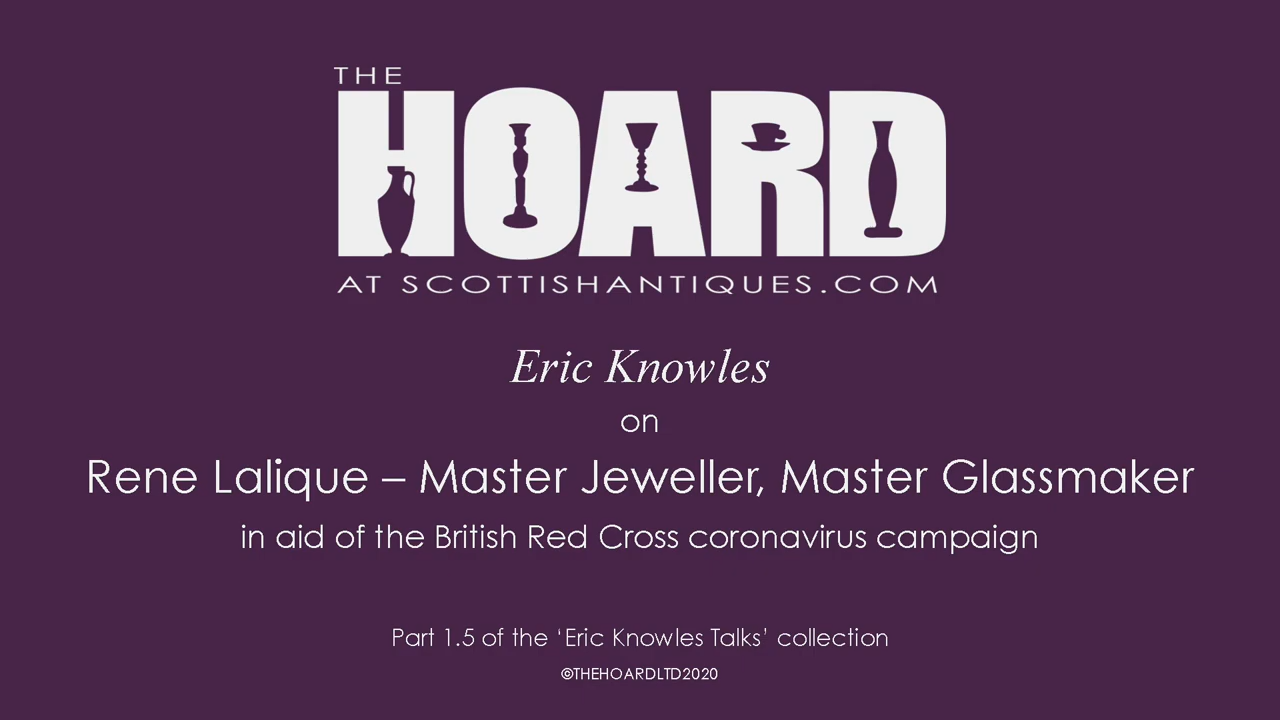 THE
HOARD
AT SCOTTISHANTIQUES.COM
Eric Knowles
on
Rene Lalique – Master Jeweller, Master Glassmaker
in aid of the British Red Cross coronavirus campaign
Part 1.5 of the ‘Eric Knowles Talks’ collection
©THEHOARDLTD2020